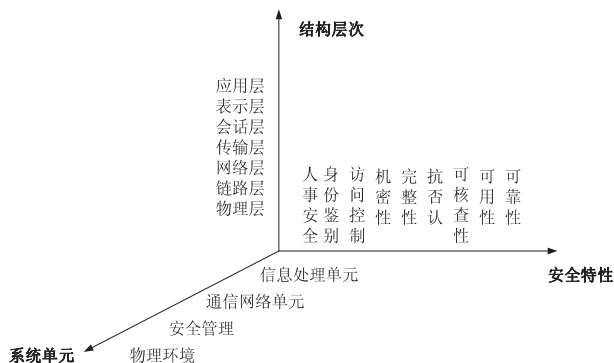 结构层次
应用层
表示层
会话层
传输层
网络层
链路层
物理层
人事安全
身份鉴别
访问控制
机密性
完整性
抗否认
可核查性
可用性
可靠性
安全特性
信息处理单元
通信网络单元
安全管理
物理环境
系统单元